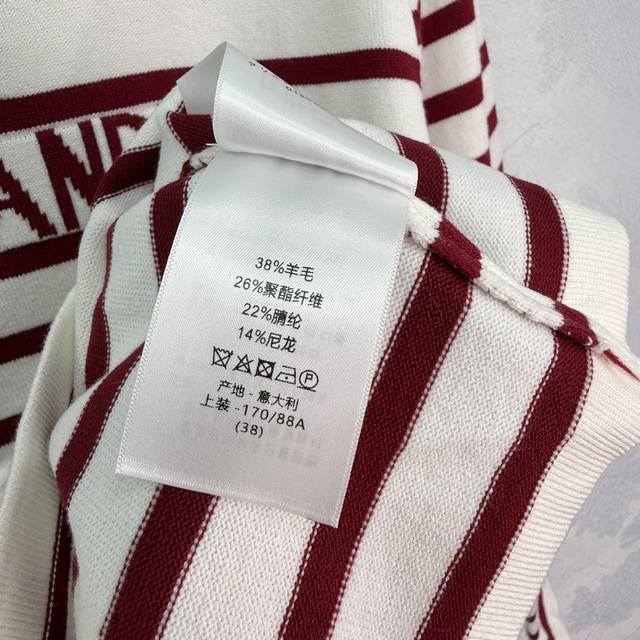 AND
38%羊毛
26%聚酯纤维
22%腈纶
14%尼龙
P
产地 - 意大利
上装 -170/88A
(38)